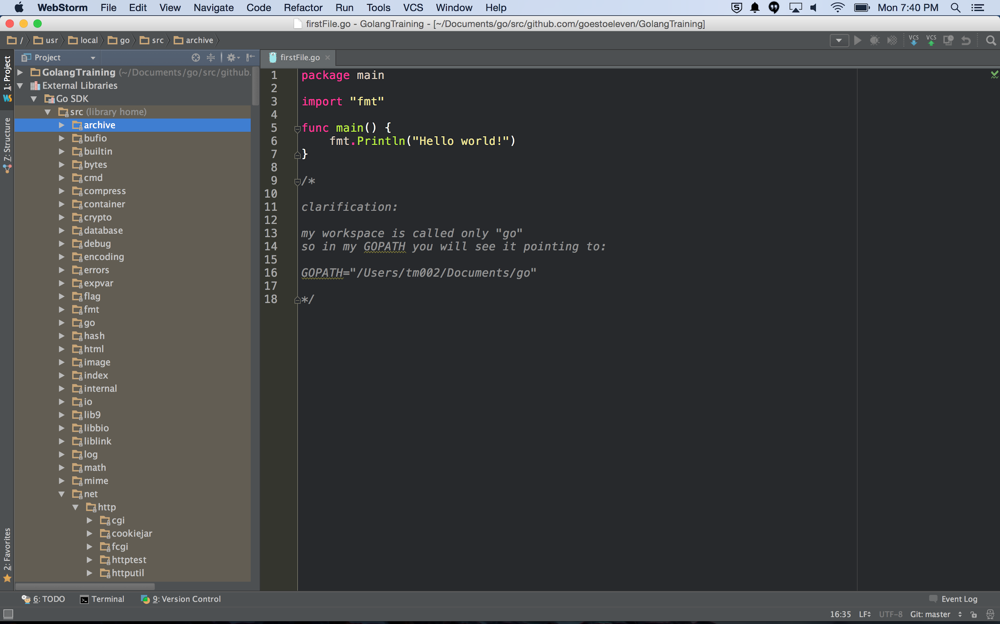 WebStorm File Edit View Navigate Code Refactor Run Tools VCS Window Help Mon 7:40 PM
firstFile.go - GolangTraining - [~/Documents/go/src/github.com/goestoeleven/GolangTraining]
/ usr local go src archive VCS VCS
1: Project
7: Structure
2: Favorites
Project
GolangTraining (~/Documents/go/src/github.
External Libraries
Go SDK
src (library home)
archive
bufio
builtin
bytes
cmd
compress
container
crypto
database
debug
encoding
errors
expvar
flag
fmt
go
hash
html
image
index
internal
io
lib9
libbio
liblink
log
math
mime
net
http
cgi
cookiejar
fcgi
httptest
httputil
firstFile.go
1 package main
2
3 import "fmt"
4
5 func main() {
6 fmt.Println("Hello world!")
7 }
8
9 /*
10
11 clarification:
12
13 my workspace is called only "go"
14 so in my GOPATH you will see it pointing to:
15
16 GOPATH="/Users/tm002/Documents/go"
17
18 */
6: TODO Terminal 9: Version Control Event Log
16:35 LF UTF-8 Git: master